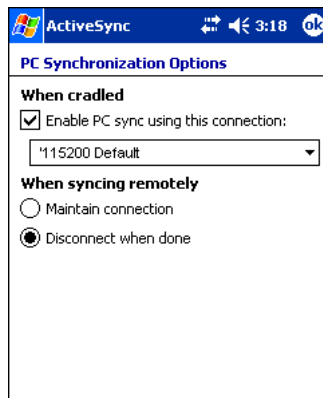 ActiveSync 3:18 ok
PC Synchronization Options
When cradled
Enable PC sync using this connection:
'115200 Default
When syncing remotely
Maintain connection
Disconnect when done